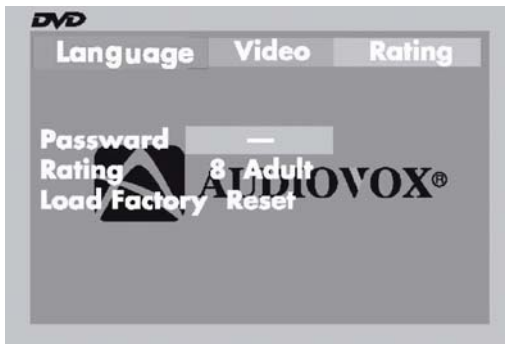 DVD
Language Video Rating
Passward —
Rating 8 Adult
AUDIOVOX®
Load Factory Reset